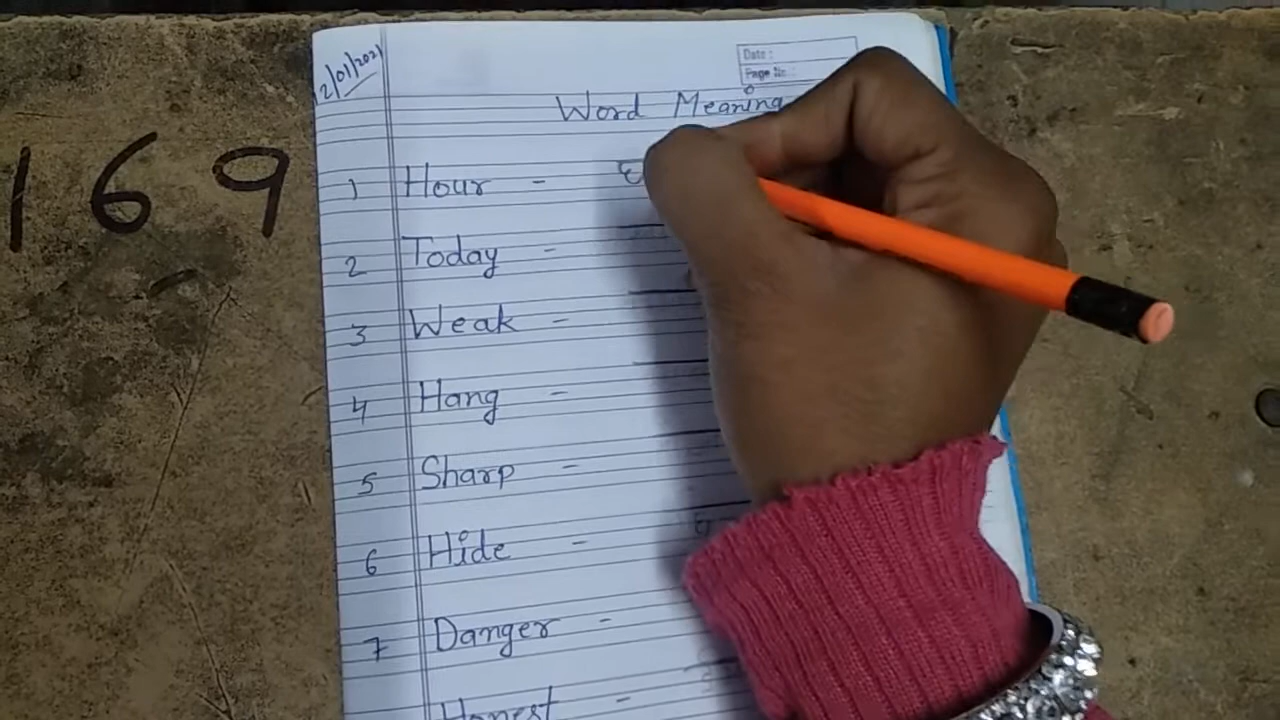 169
2/01/2021
Date :
Page No :
Word Meaning
1 Hour - घ
2 Today -
3 Weak -
4 Hang -
5 Sharp -
6 Hide -
7 Danger -
Honest -